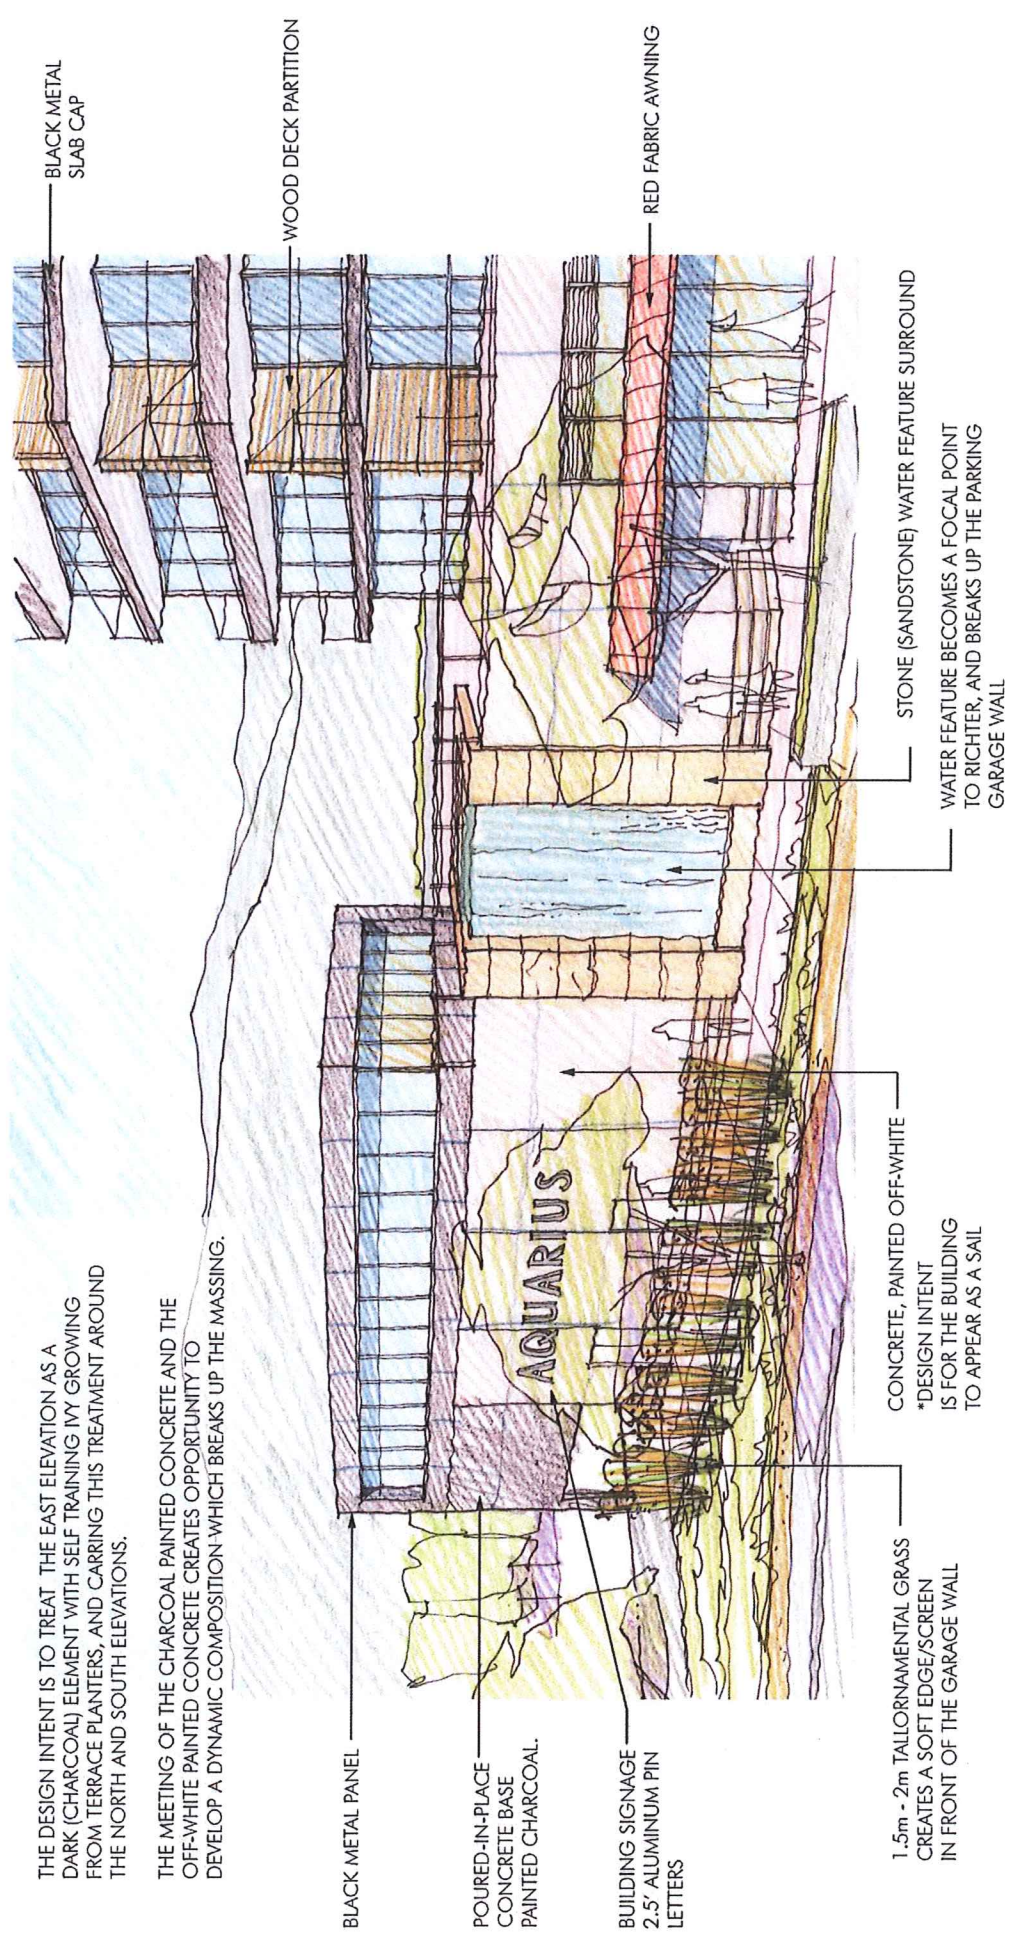 THE DESIGN INTENT IS TO TREAT THE EAST ELEVATION AS A
DARK (CHARCOAL) ELEMENT WITH SELF TRAINING IVY GROWING
FROM TERRACE PLANTERS, AND CARRING THIS TREATMENT AROUND
THE NORTH AND SOUTH ELEVATIONS.
THE MEETING OF THE CHARCOAL PAINTED CONCRETE AND THE
OFF-WHITE PAINTED CONCRETE CREATES OPPORTUNITY TO
DEVELOP A DYNAMIC COMPOSITION WHICH BREAKS UP THE MASSING.
BLACK METAL
SLAB CAP
WOOD DECK PARTITION
RED FABRIC AWNING
BLACK METAL PANEL
POURED-IN-PLACE
CONCRETE BASE
PAINTED CHARCOAL.
BUILDING SIGNAGE
2.5' ALUMINUM PIN
LETTERS
AQUARIUS
1.5m - 2m TALLORNAMENTAL GRASS
CREATES A SOFT EDGE/SCREEN
IN FRONT OF THE GARAGE WALL
CONCRETE, PAINTED OFF-WHITE
*DESIGN INTENT
IS FOR THE BUILDING
TO APPEAR AS A SAIL
STONE (SANDSTONE) WATER FEATURE SURROUND
WATER FEATURE BECOMES A FOCAL POINT
TO RICHTER, AND BREAKS UP THE PARKING
GARAGE WALL